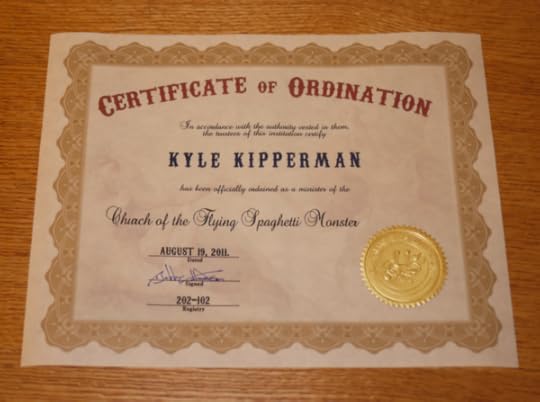 CERTIFICATE OF ORDINATION
In accordance with the authority vested in them,
the trustees of this institution certify
KYLE KIPPERMAN
has been officially ordained as a minister of the
Church of the Flying Spaghetti Monster
AUGUST 19, 2011.
Dated
Signed
202-102
Registry